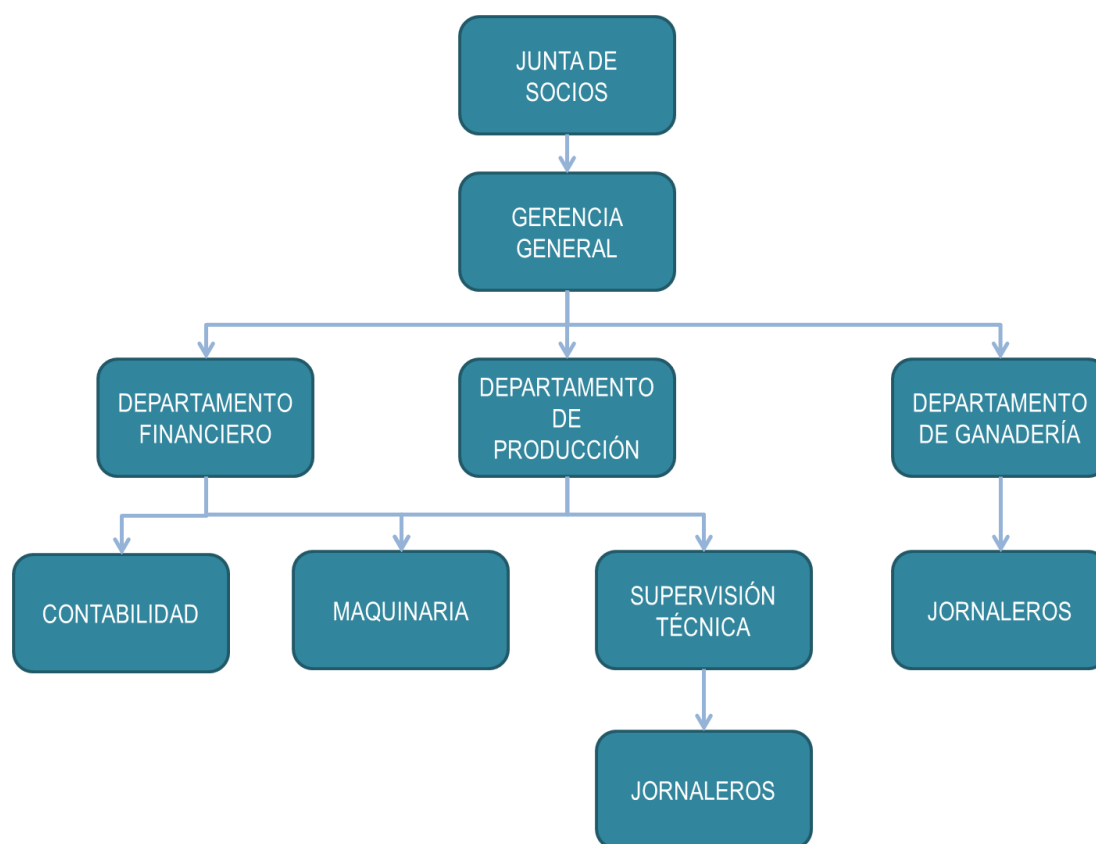 JUNTA DE
SOCIOS
GERENCIA
GENERAL
DEPARTAMENTO
FINANCIERO
DEPARTAMENTO
DE
PRODUCCIÓN
DEPARTAMENTO
DE GANADERÍA
CONTABILIDAD
MAQUINARIA
SUPERVISIÓN
TÉCNICA
JORNALEROS
JORNALEROS